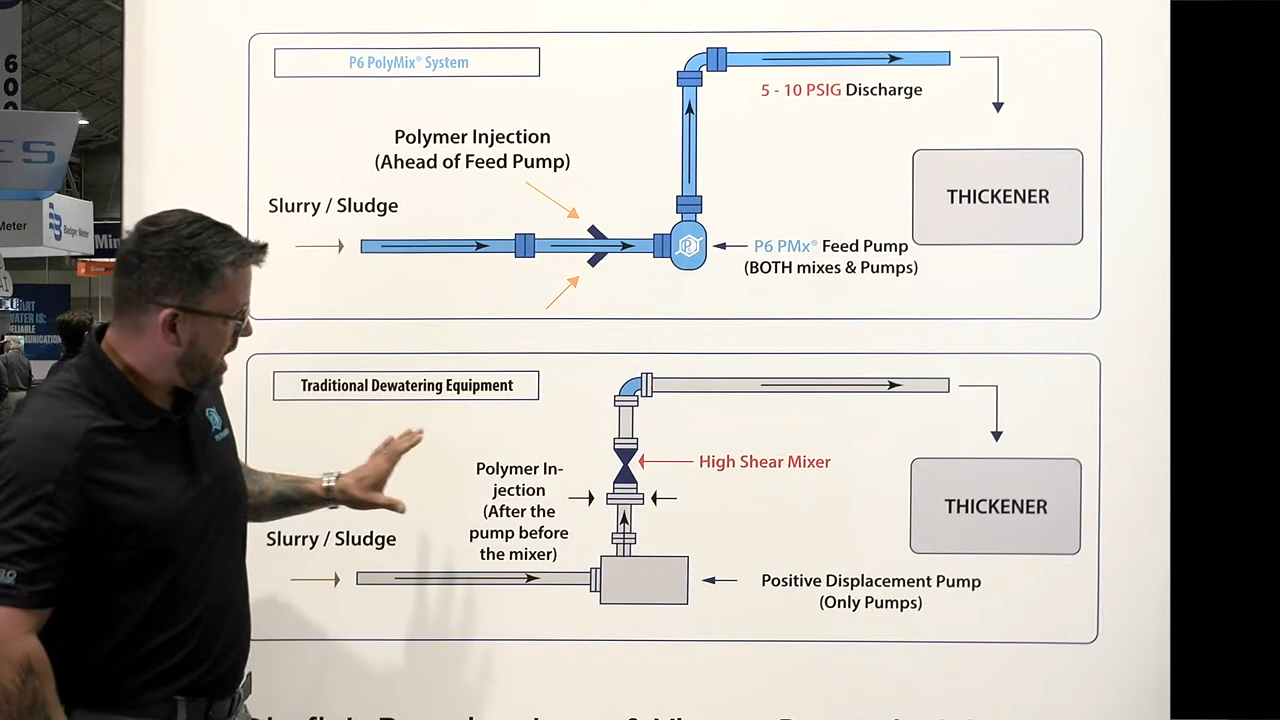 P6 PolyMix® System
5 - 10 PSIG Discharge
Polymer Injection
(Ahead of Feed Pump)
THICKENER
Slurry / Sludge
P6 PMx® Feed Pump
(BOTH mixes & Pumps)
Traditional Dewatering Equipment
High Shear Mixer
Polymer In-
jection
(After the
pump before
the mixer)
THICKENER
Slurry / Sludge
Positive Displacement Pump
(Only Pumps)
600
ES
Meter
Badger Meter